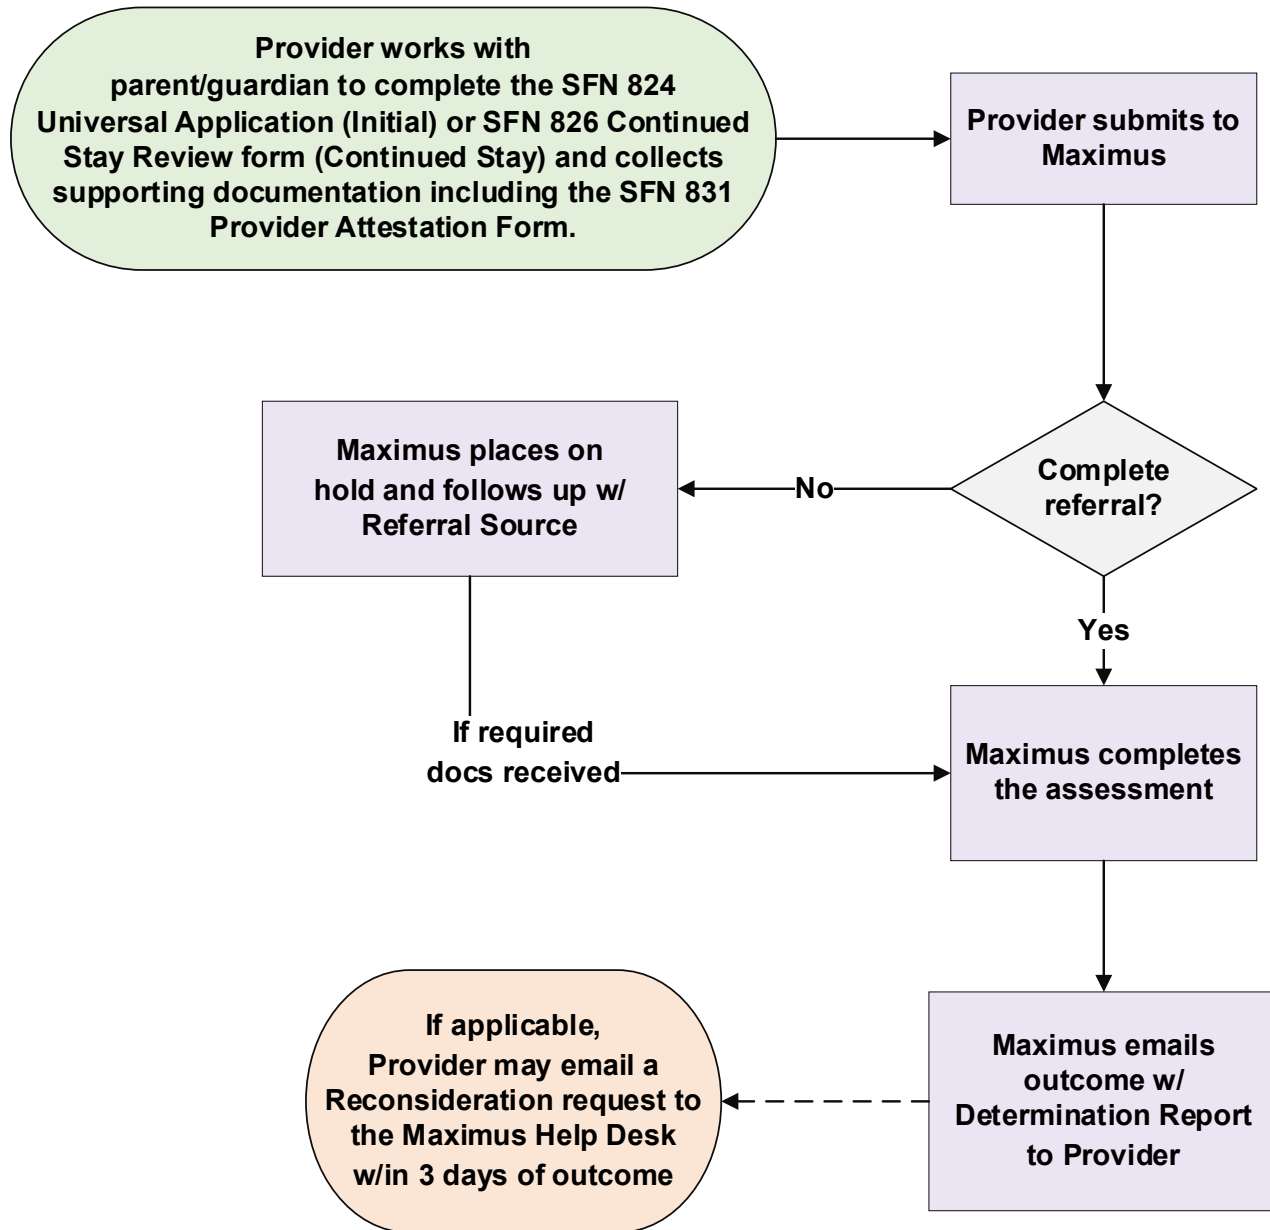 Provider works with
parent/guardian to complete the SFN 824
Universal Application (Initial) or SFN 826 Continued
Stay Review form (Continued Stay) and collects
supporting documentation including the SFN 831
Provider Attestation Form.
Provider submits to
Maximus
Complete
referral?
No
Maximus places on
hold and follows up w/
Referral Source
Yes
If required
docs received
Maximus completes
the assessment
Maximus emails
outcome w/
Determination Report
to Provider
If applicable,
Provider may email a
Reconsideration request to
the Maximus Help Desk
w/in 3 days of outcome